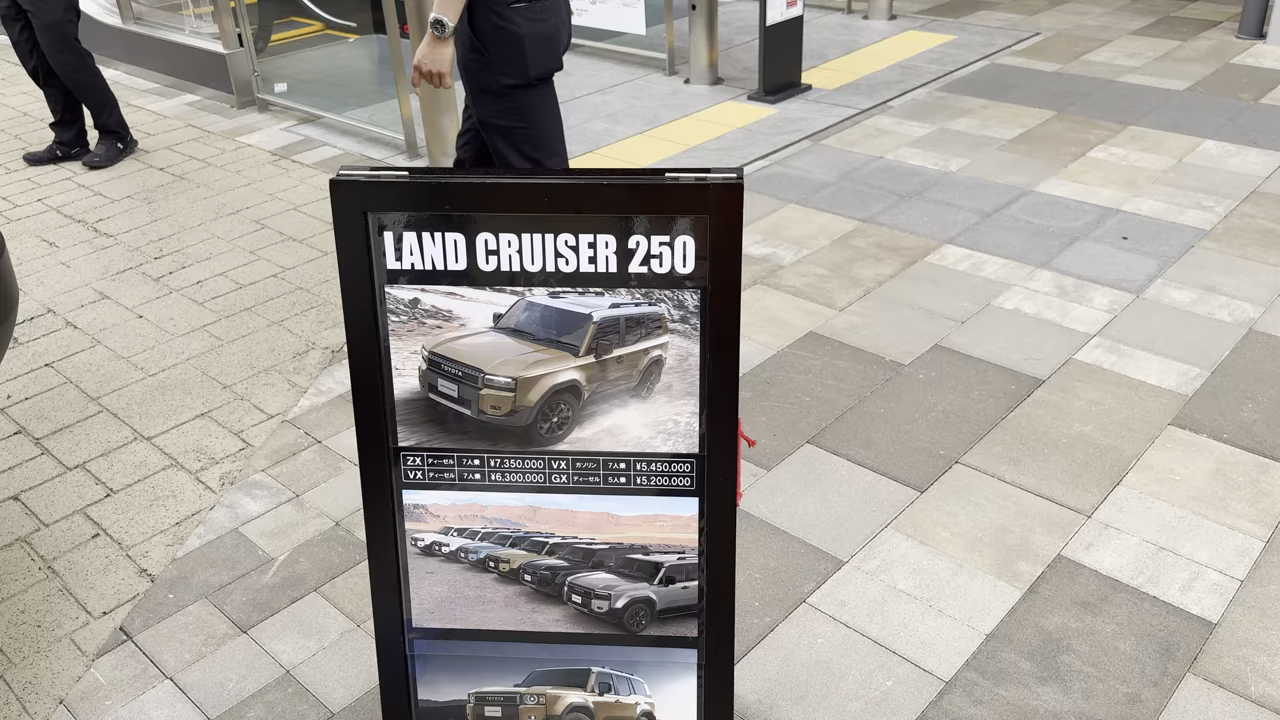 LAND CRUISER 250
TOYOTA
ZX ディーゼル 7人乗 ¥7.350.000 VX ガソリン 7人乗 ¥5.450.000
VX ディーゼル 7人乗 ¥6.300.000 GX ディーゼル 5人乗 ¥5.200.000
TOYOTA